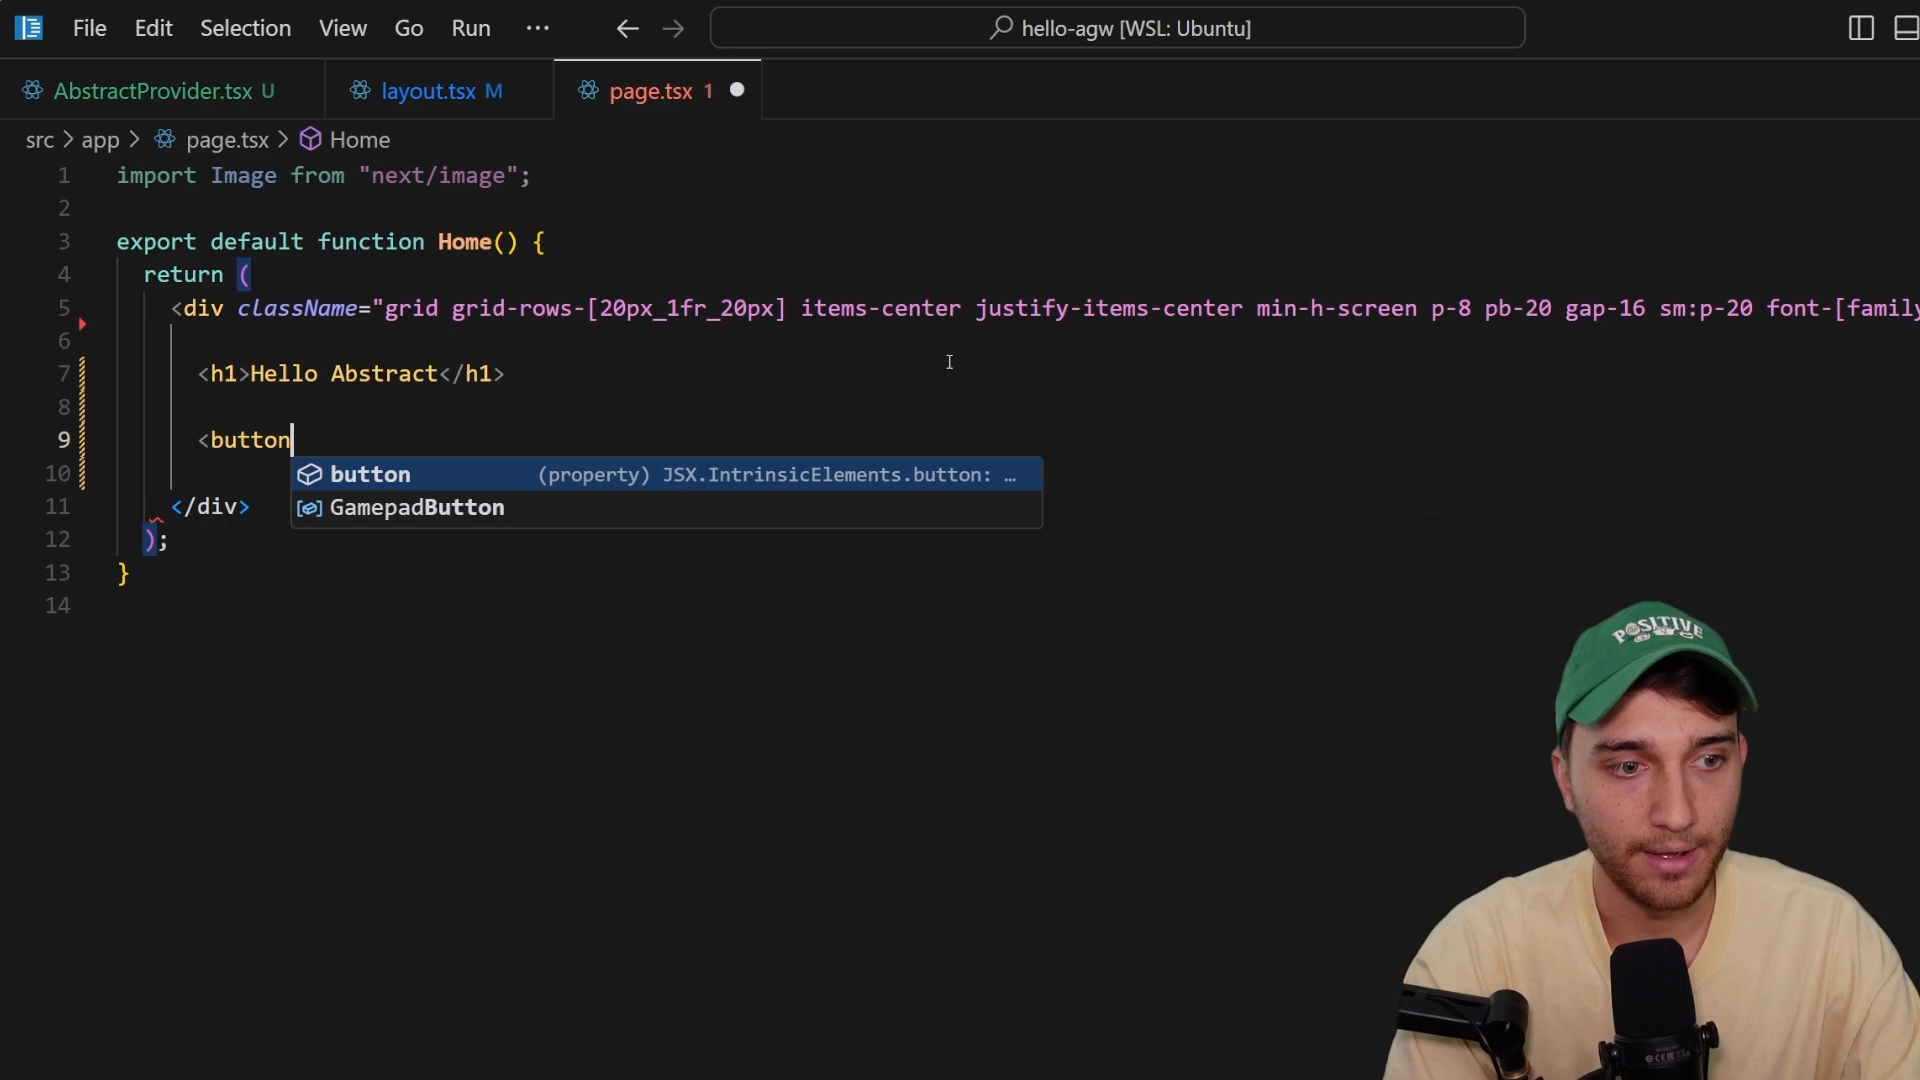 File Edit Selection View Go Run ··· hello-agw [WSL: Ubuntu]
AbstractProvider.tsx U layout.tsx M page.tsx 1
src > app > page.tsx > Home
1 import Image from "next/image";
2
3 export default function Home() {
4 return (
5 <div className="grid grid-rows-[20px_1fr_20px] items-center justify-items-center min-h-screen p-8 pb-20 gap-16 sm:p-20 font-[family
6
7 <h1>Hello Abstract</h1>
8
9 <button
10 button (property) JSX.IntrinsicElements.button: …
11 </div> GamepadButton
12 );
13 }
14
POSITIVE